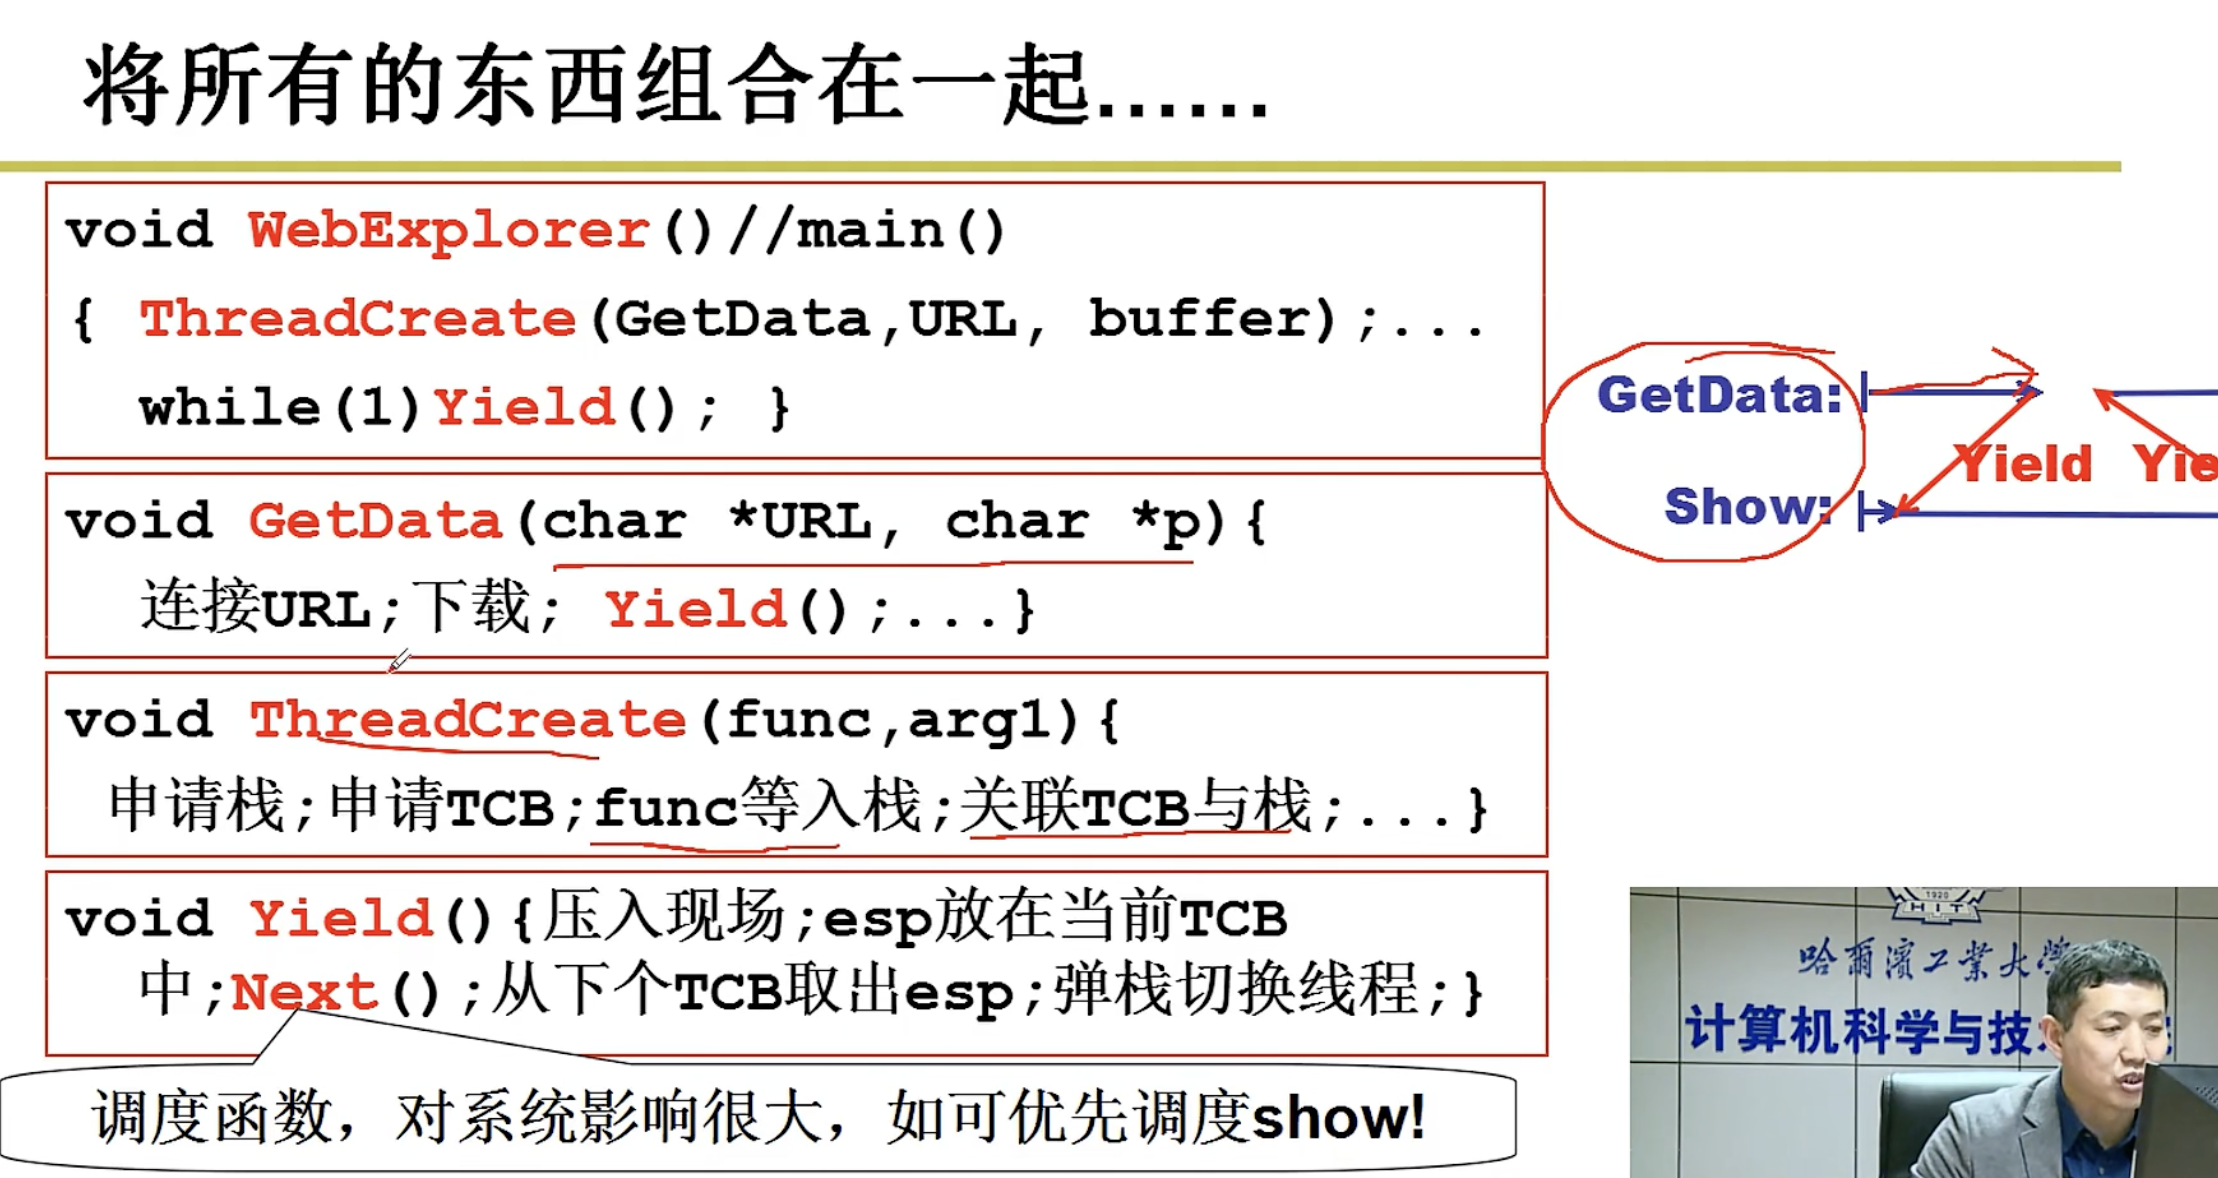 将所有的东西组合在一起......
void WebExplorer()//main()
{ ThreadCreate(GetData,URL, buffer);...
while(1)Yield(); }
void GetData(char *URL, char *p){
连接URL;下载; Yield();...}
void ThreadCreate(func,arg1){
申请栈;申请TCB;func等入栈;关联TCB与栈;...}
void Yield(){压入现场;esp放在当前TCB
中;Next();从下个TCB取出esp;弹栈切换线程;}
调度函数，对系统影响很大，如可优先调度show!
GetData:
Yield Yie
Show:
1920
HIT
哈尔滨工业大学
计算机科学与技